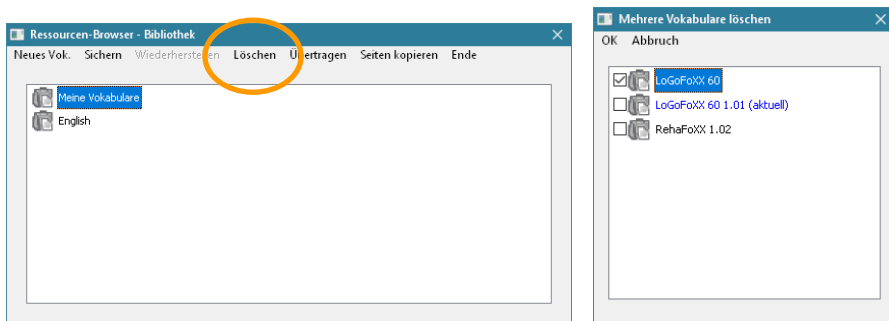 Ressourcen-Browser - Bibliothek
Neues Vok. Sichern Wiederherstellen Löschen Übertragen Seiten kopieren Ende
Meine Vokabulare
English
Mehrere Vokabulare löschen
OK Abbruch
LoGoFoXX 60
LoGoFoXX 60 1.01 (aktuell)
RehaFoXX 1.02